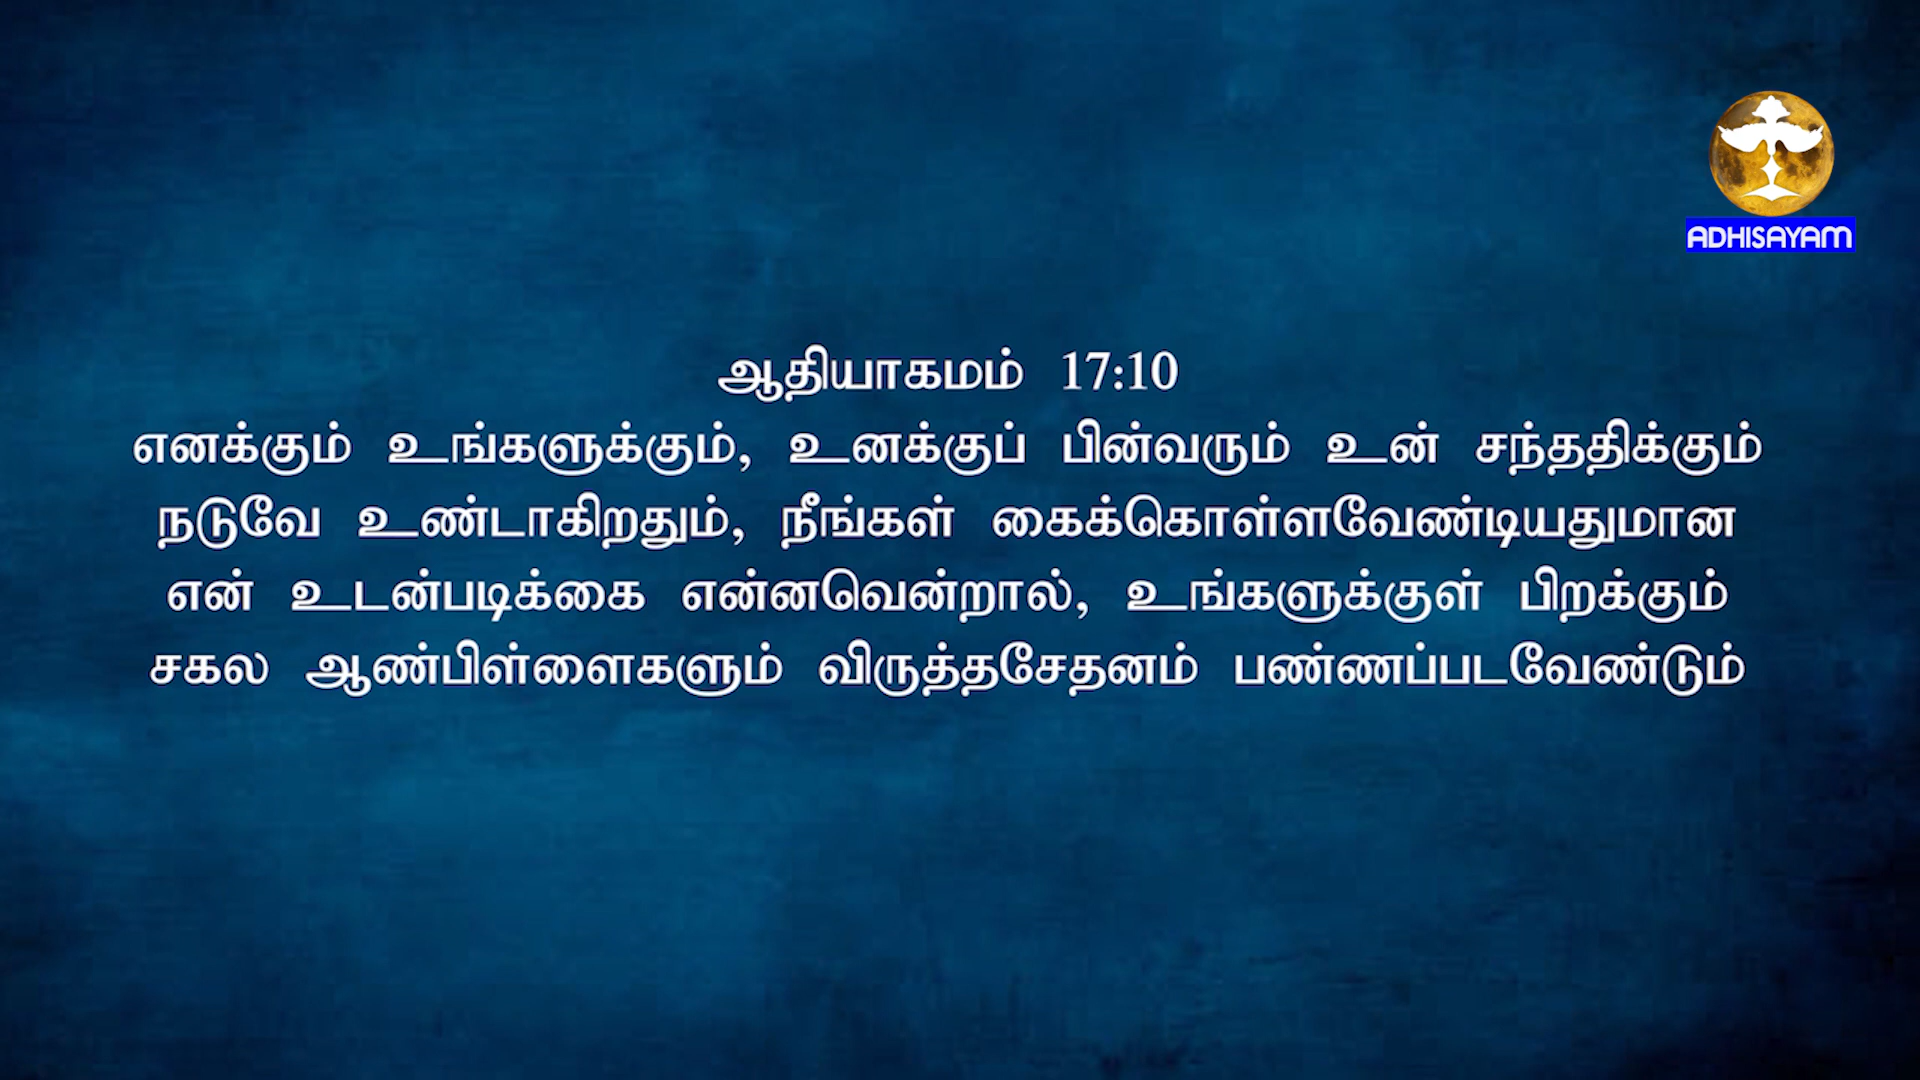 ADHISAYAM
ஆதியாகமம் 17:10
எனக்கும் உங்களுக்கும், உனக்குப் பின்வரும் உன் சந்ததிக்கும்
நடுவே உண்டாகிறதும், நீங்கள் கைக்கொள்ளவேண்டியதுமான
என் உடன்படிக்கை என்னவென்றால், உங்களுக்குள் பிறக்கும்
சகல ஆண்பிள்ளைகளும் விருத்தசேதனம் பண்ணப்படவேண்டும்